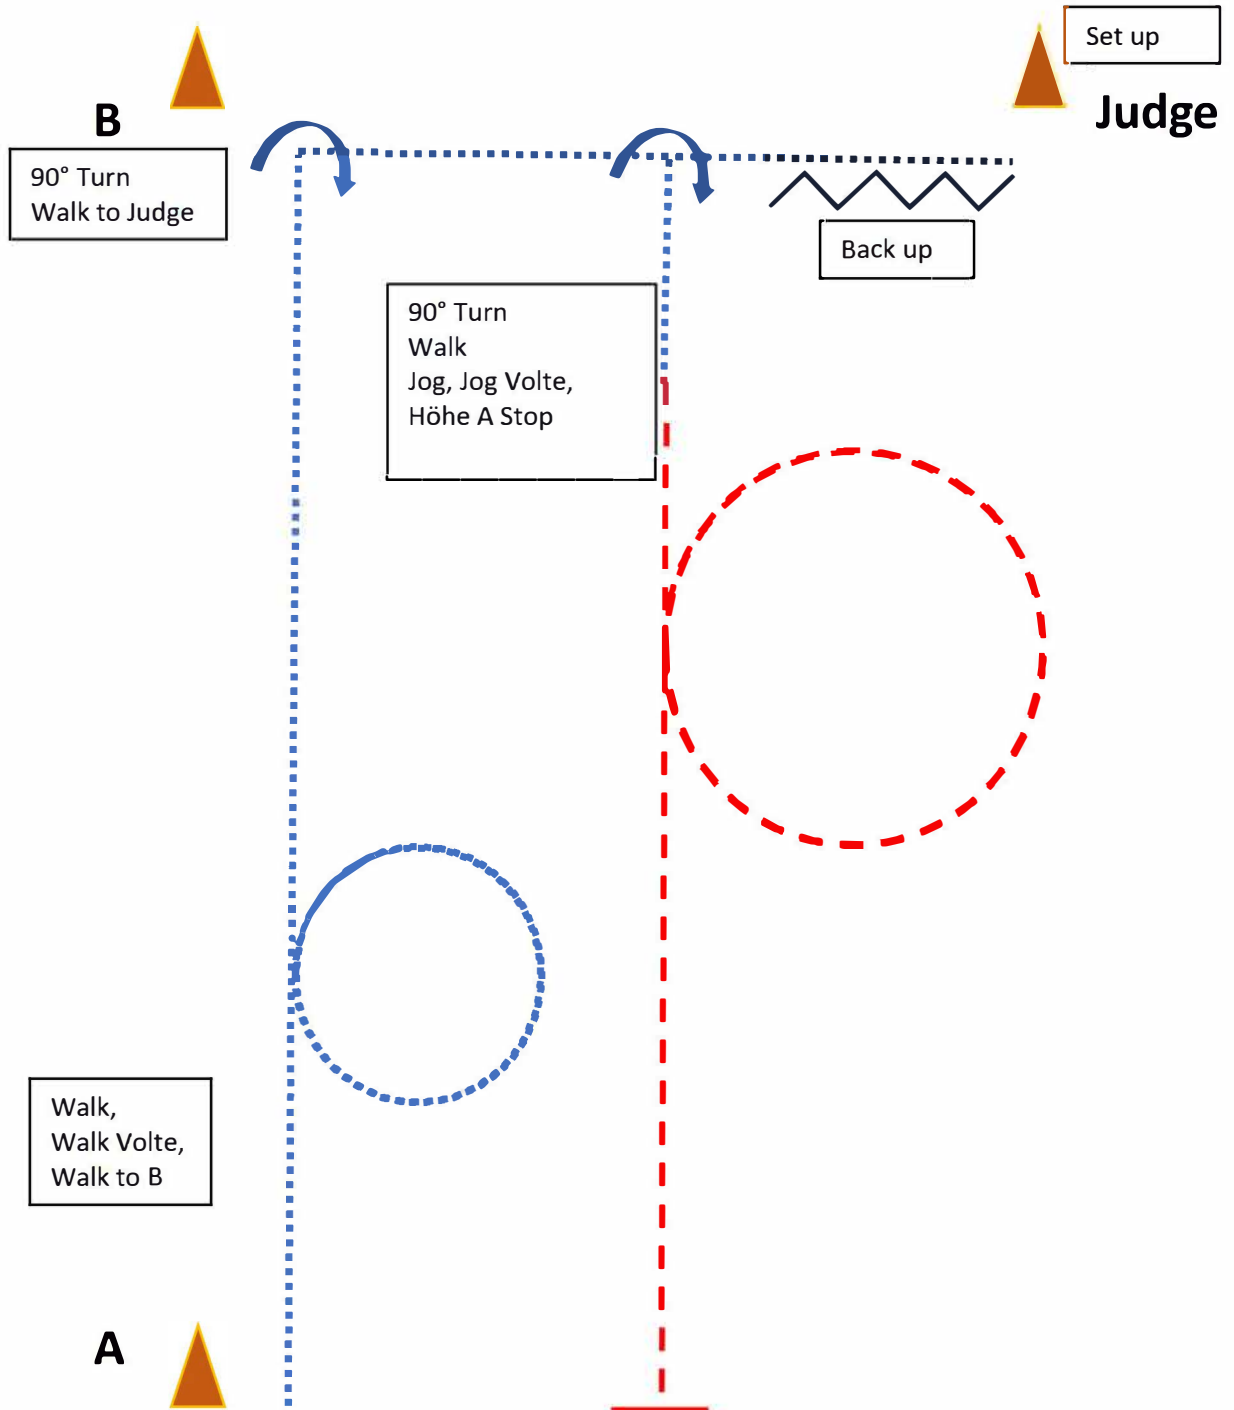 Set up
B
Judge
90° Turn
Walk to Judge
Back up
90° Turn
Walk
Jog, Jog Volte,
Höhe A Stop
Walk,
Walk Volte,
Walk to B
A